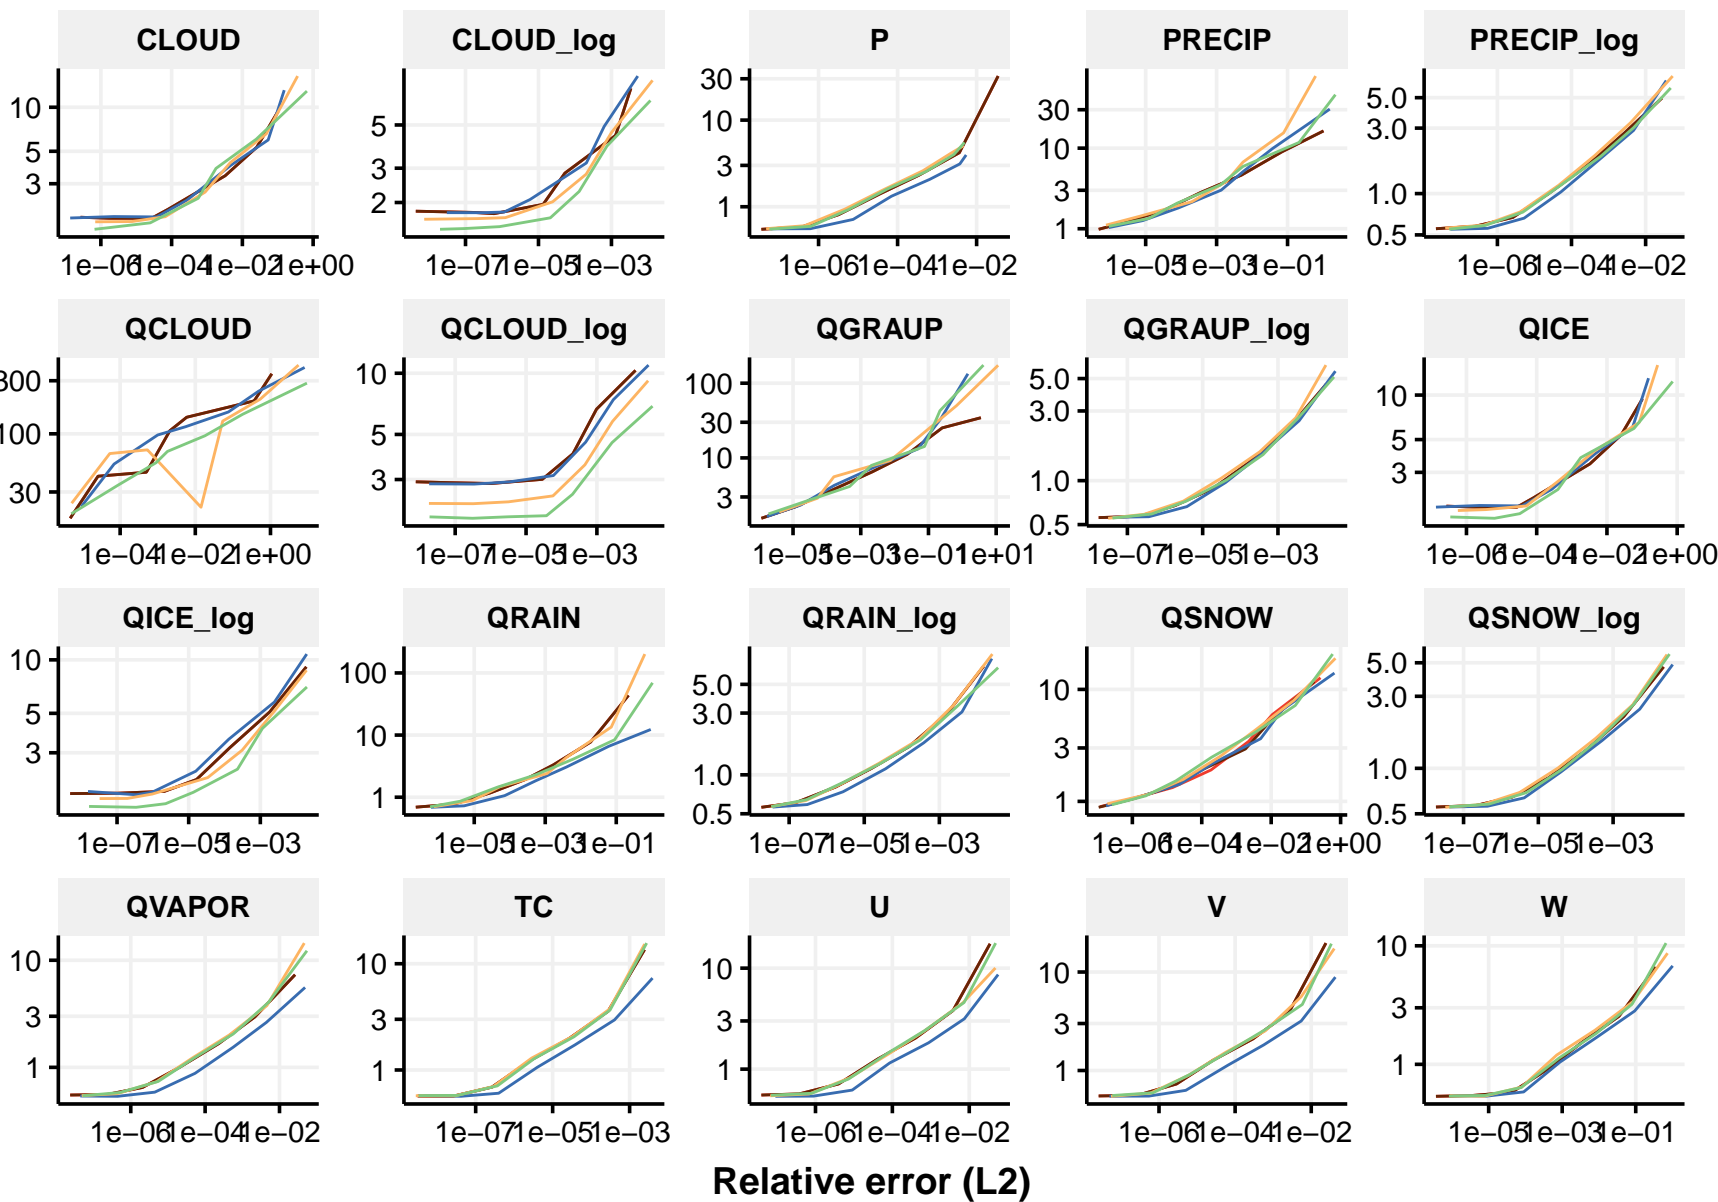 CLOUD CLOUD_log P PRECIP PRECIP_log
10 5 3
5 3 2
30 10 3 1
30 10 3 1
5.0 3.0 1.0 0.5
1e−06 1e−04 1e−02 1e+00
1e−07 1e−05 1e−03
1e−06 1e−04 1e−02
1e−05 1e−03 1e−01
1e−06 1e−04 1e−02
QCLOUD QCLOUD_log QGRAUP QGRAUP_log QICE
300 100 30
10 5 3
100 30 10 3
5.0 3.0 1.0 0.5
10 5 3
1e−04 1e−02 1e+00
1e−07 1e−05 1e−03
1e−05 1e−03 1e−01 1e+01
1e−07 1e−05 1e−03
1e−06 1e−04 1e−02 1e+00
QICE_log QRAIN QRAIN_log QSNOW QSNOW_log
10 5 3
100 10 1
5.0 3.0 1.0 0.5
10 3 1
5.0 3.0 1.0 0.5
1e−07 1e−05 1e−03
1e−05 1e−03 1e−01
1e−07 1e−05 1e−03
1e−06 1e−04 1e−02 1e+00
1e−07 1e−05 1e−03
QVAPOR TC U V W
10 3 1
10 3 1
10 3 1
10 3 1
10 3 1
1e−06 1e−04 1e−02
1e−07 1e−05 1e−03
1e−06 1e−04 1e−02
1e−06 1e−04 1e−02
1e−05 1e−03 1e−01
Relative error (L2)